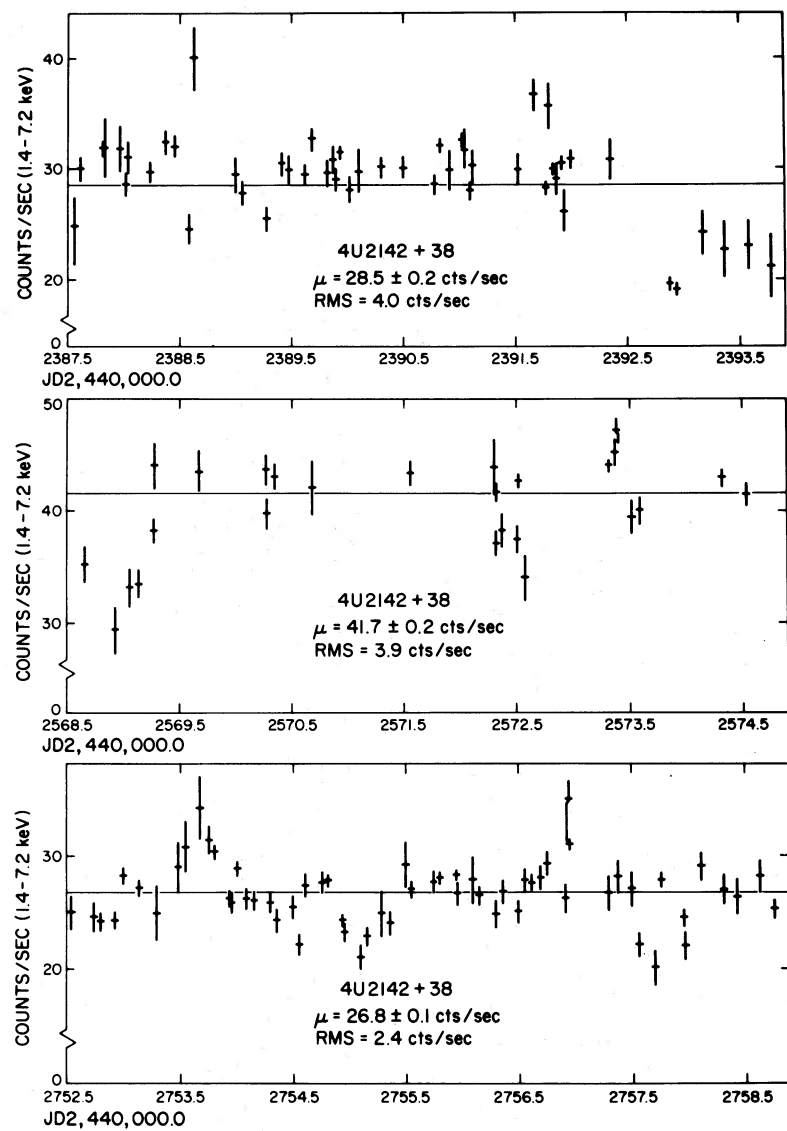 COUNTS/SEC (1.4-7.2 keV)
40
30
20
0
4U2142 + 38
μ = 28.5 ± 0.2 cts/sec
RMS = 4.0 cts/sec
2387.5 2388.5 2389.5 2390.5 2391.5 2392.5 2393.5
JD2,440,000.0
COUNTS/SEC (1.4-7.2 keV)
50
40
30
0
4U2142 + 38
μ = 41.7 ± 0.2 cts/sec
RMS = 3.9 cts/sec
2568.5 2569.5 2570.5 2571.5 2572.5 2573.5 2574.5
JD2,440,000.0
COUNTS/SEC (1.4-7.2 keV)
30
20
0
4U2142 + 38
μ = 26.8 ± 0.1 cts/sec
RMS = 2.4 cts/sec
2752.5 2753.5 2754.5 2755.5 2756.5 2757.5 2758.5
JD2,440,000.0